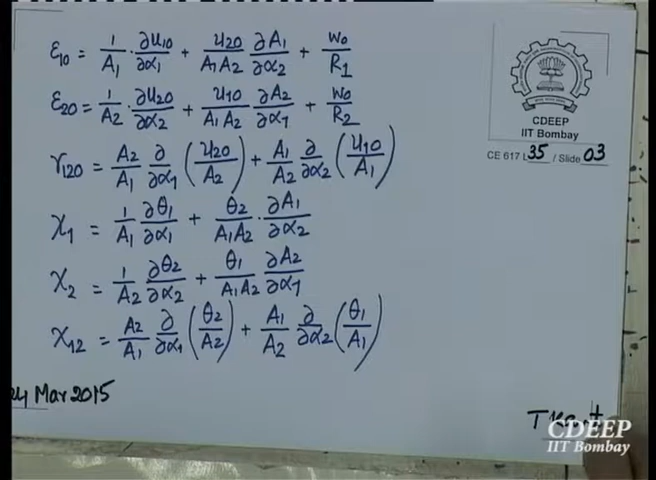 ε10 = 1/A1 · ∂u10/∂α1 + u20/A1A2 ∂A1/∂α2 + w0/R1
ε20 = 1/A2 · ∂u20/∂α2 + u10/A1A2 ∂A2/∂α1 + w0/R2
γ120 = A2/A1 ∂/∂α1 (u20/A2) + A1/A2 ∂/∂α2 (u10/A1)
χ1 = 1/A1 ∂θ1/∂α1 + θ2/A1A2 · ∂A1/∂α2
χ2 = 1/A2 ∂θ2/∂α2 + θ1/A1A2 ∂A2/∂α1
χ12 = A2/A1 ∂/∂α1 (θ2/A2) + A1/A2 ∂/∂α2 (θ1/A1)
CDEEP
IIT Bombay
CE 617 L35 / Slide 03
24 Mar 2015
CDEEP
IIT Bombay